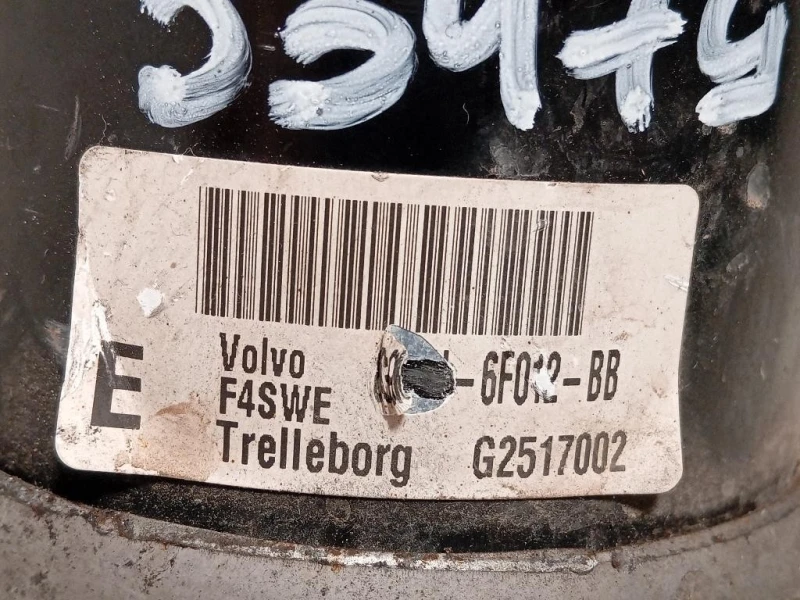 E
Volvo -6F012-BB
F4SWE
Trelleborg G2517002